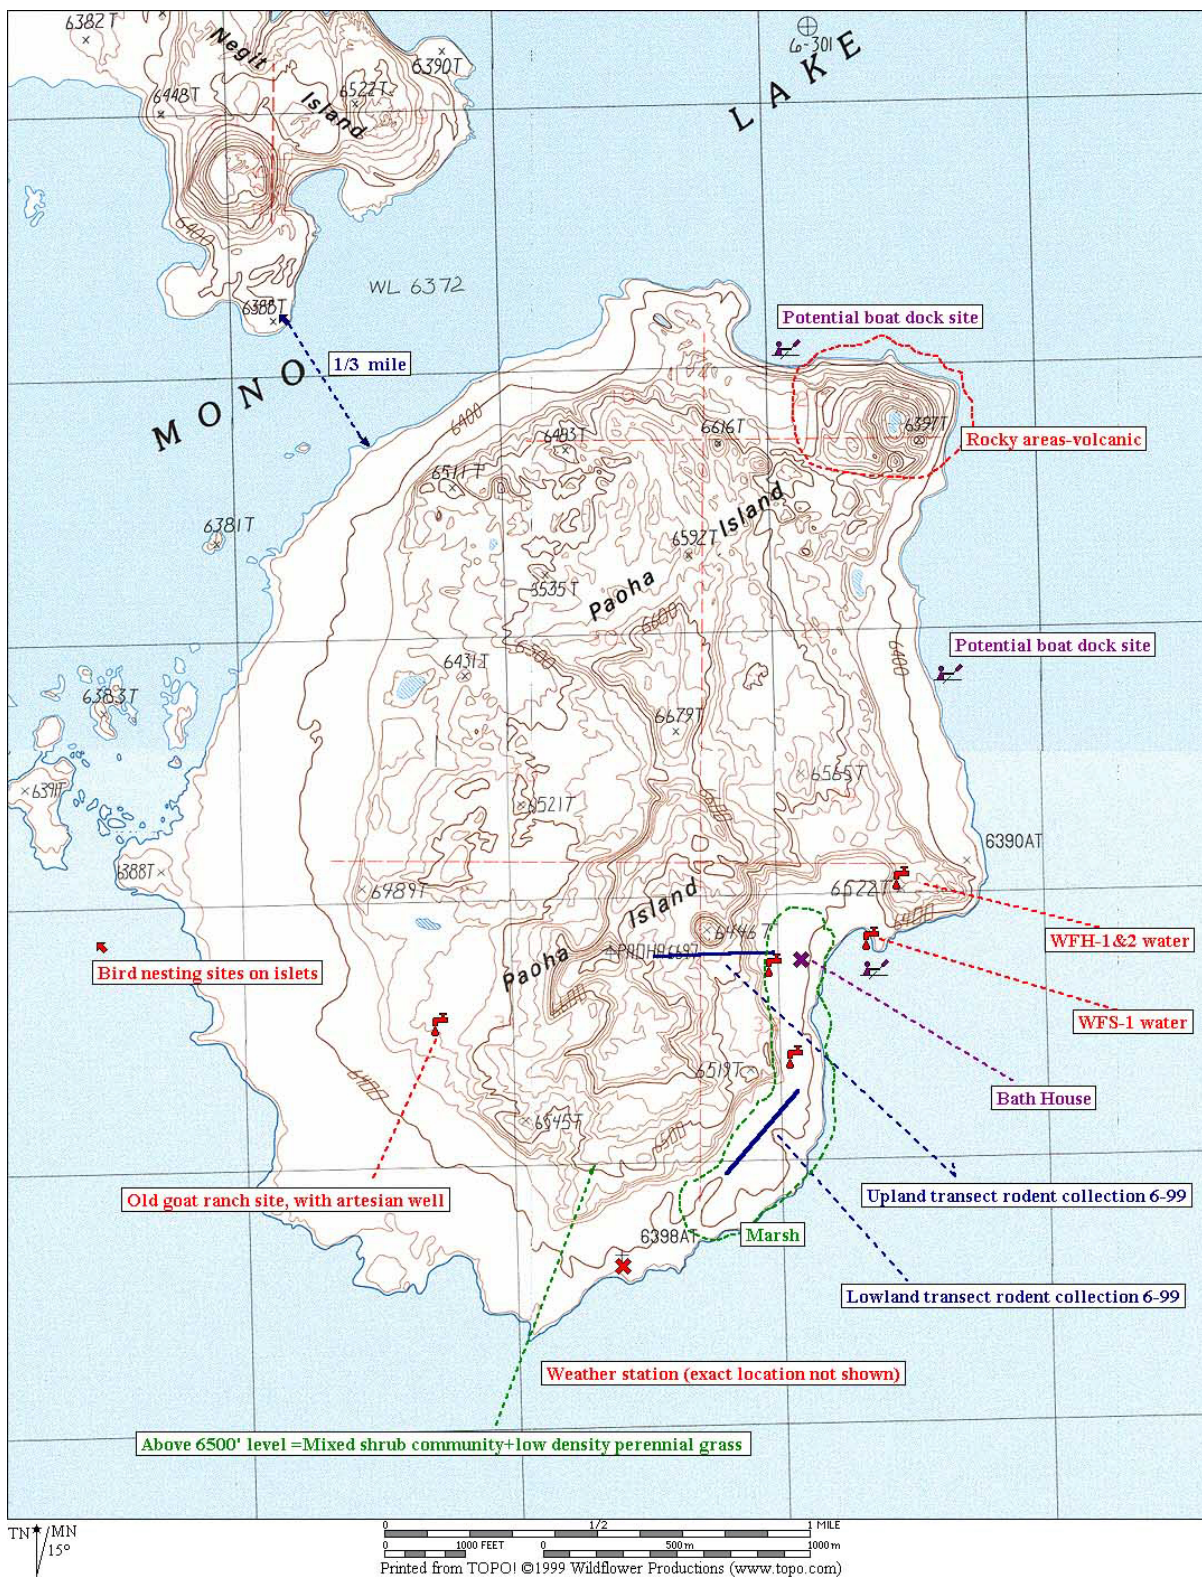 6382T
Negit
Island
6390T
6-301
LAKE
6448T
6522T
6400
WL 6372
6385T
Potential boat dock site
1/3 mile
MONO
6400
6483T
6616T
6397T
Rocky areas-volcanic
6511T
Island
6381T
6592T
Paoha
6600
6431T
6400
Potential boat dock site
6383T
6679T
6565T
6391T
6521T
6390AT
6388T
6489T
6522T
6400
Island
6446T
WFH-1&2 water
Bird nesting sites on islets
Paoha
WFS-1 water
6519T
Bath House
6400
6545T
Old goat ranch site, with artesian well
Upland transect rodent collection 6-99
6398AT
Marsh
Lowland transect rodent collection 6-99
Weather station (exact location not shown)
Above 6500' level =Mixed shrub community+low density perennial grass
TN MN
15°
0 1/2 1 MILE
0 1000 FEET 0 500 m 1000 m
Printed from TOPO! ©1999 Wildflower Productions (www.topo.com)